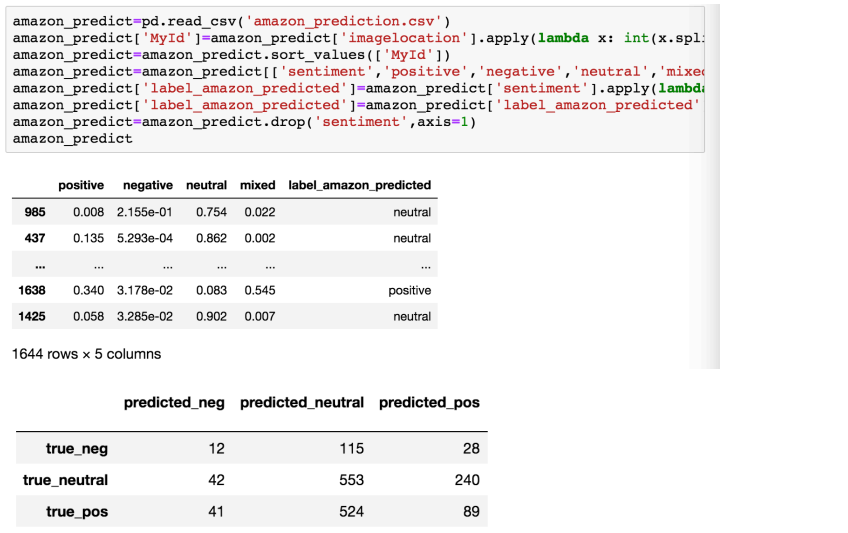 amazon_predict=pd.read_csv('amazon_prediction.csv')
amazon_predict['MyId']=amazon_predict['imagelocation'].apply(lambda x: int(x.spl
amazon_predict=amazon_predict.sort_values(['MyId'])
amazon_predict=amazon_predict[['sentiment','positive','negative','neutral','mixed
amazon_predict['label_amazon_predicted']=amazon_predict['sentiment'].apply(lambda
amazon_predict['label_amazon_predicted']=amazon_predict['label_amazon_predicted'
amazon_predict=amazon_predict.drop('sentiment',axis=1)
amazon_predict
positive negative neutral mixed label_amazon_predicted
985 0.008 2.155e-01 0.754 0.022 neutral
437 0.135 5.293e-04 0.862 0.002 neutral
... ... ... ... ... ...
1638 0.340 3.178e-02 0.083 0.545 positive
1425 0.058 3.285e-02 0.902 0.007 neutral
1644 rows × 5 columns
predicted_neg predicted_neutral predicted_pos
true_neg 12 115 28
true_neutral 42 553 240
true_pos 41 524 89